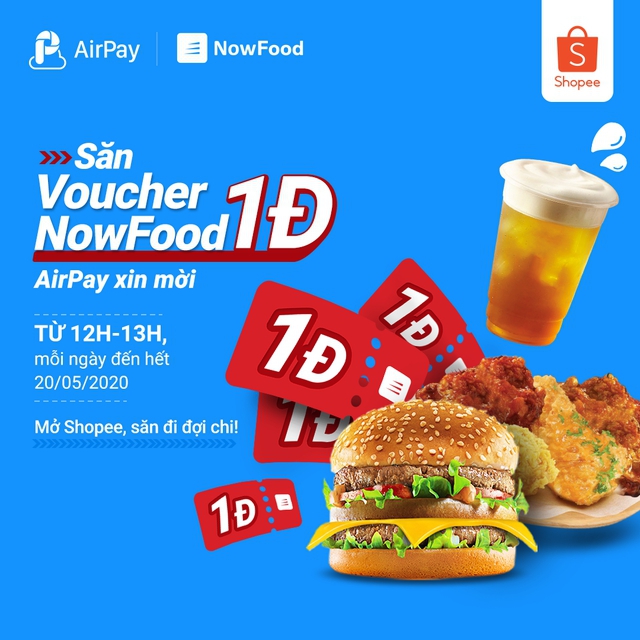 AirPay
NowFood
Shopee
Săn
Voucher
NowFood 1Đ
AirPay xin mời
TỪ 12H-13H,
mỗi ngày đến hết
20/05/2020
Mở Shopee, săn đi đợi chi!
1Đ
1Đ
1Đ
1Đ